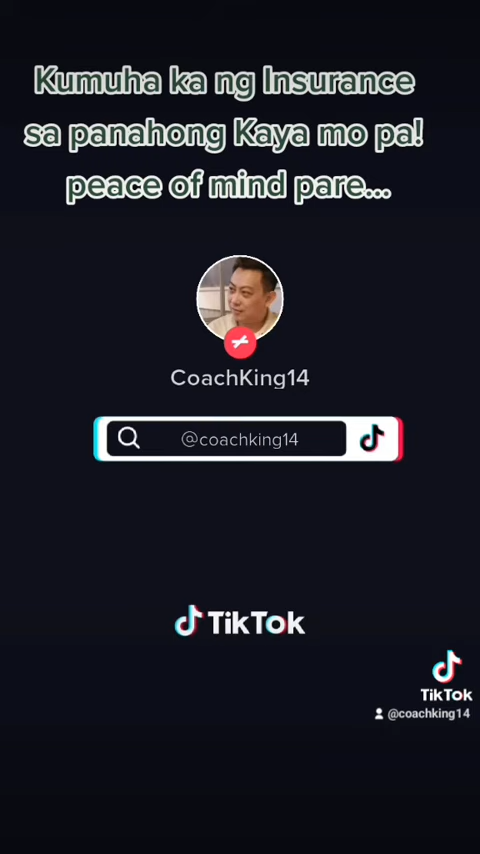 Kumuha ka ng Insurance
sa panahong Kaya mo pa!
peace of mind pare...
CoachKing14
@coachking14
TikTok
TikTok
@coachking14